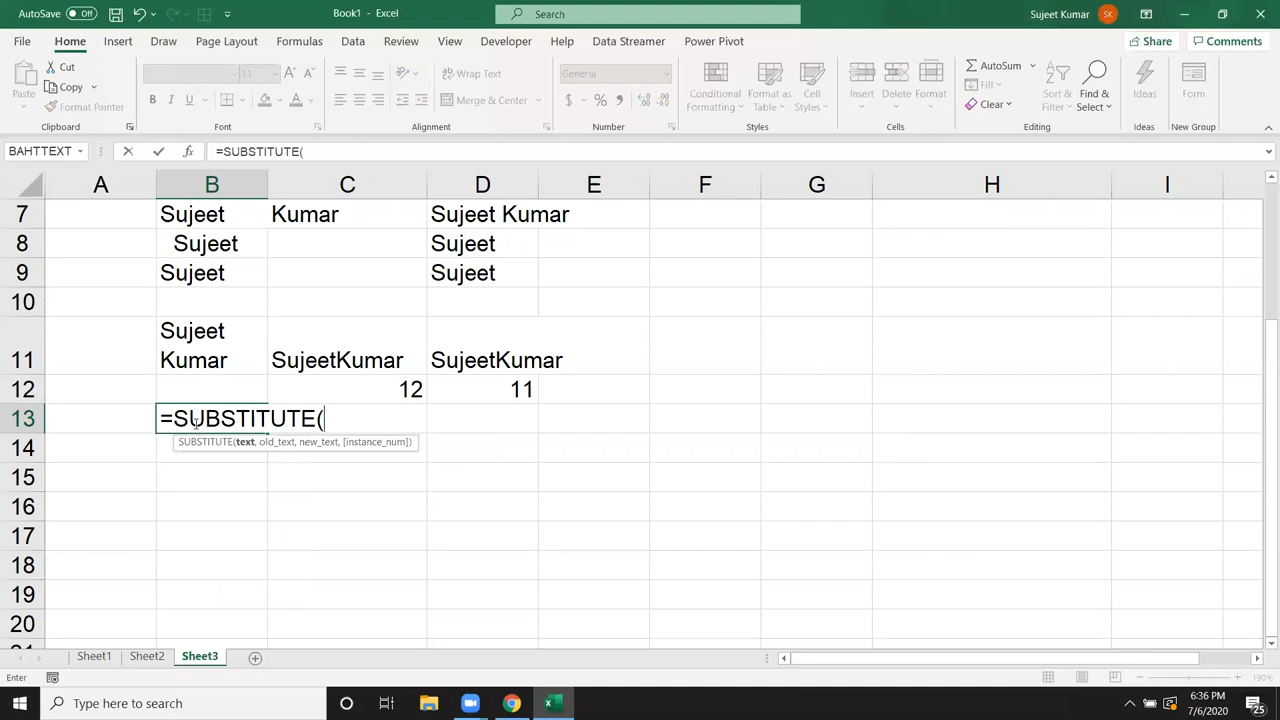 AutoSave Off Book1 - Excel Search Sujeet Kumar SK
File Home Insert Draw Page Layout Formulas Data Review View Developer Help Data Streamer Power Pivot Share Comments
Paste Cut Copy Format Painter
11
B I U A A A
Wrap Text
Merge & Center
General
$ % ,
Conditional Formatting
Format as Table
Cell Styles
Insert Delete Format
AutoSum
Fill
Clear
Sort & Filter
Find & Select
Ideas
Form
Clipboard Font Alignment Number Styles Cells Editing Ideas New Group
BAHTTEXT fx =SUBSTITUTE(
A B C D E F G H I
7 Sujeet Kumar Sujeet Kumar
8 Sujeet Sujeet
9 Sujeet Sujeet
10
Sujeet
11 Kumar SujeetKumar SujeetKumar
12 12 11
13 =SUBSTITUTE(
SUBSTITUTE(text, old_text, new_text, [instance_num])
14
15
16
17
18
19
20
Sheet1 Sheet2 Sheet3
Enter 190%
Type here to search 6:36 PM
7/6/2020 25